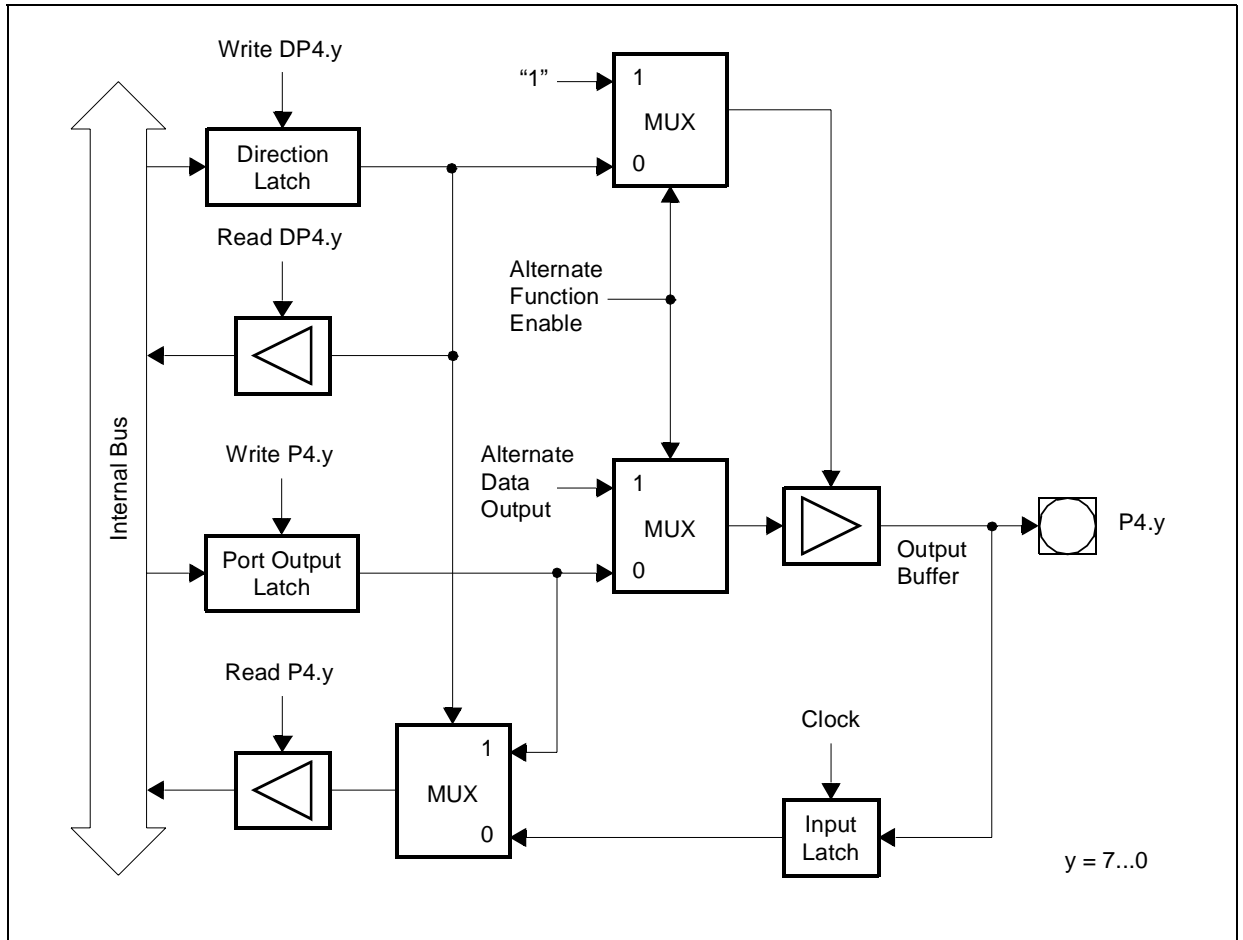 Write DP4.y
“1”
1
MUX
0
Direction
Latch
Read DP4.y
Alternate
Function
Enable
Internal Bus
Write P4.y
Alternate
Data
Output
1
MUX
0
Port Output
Latch
Output
Buffer
P4.y
Read P4.y
1
MUX
0
Clock
Input
Latch
y = 7...0